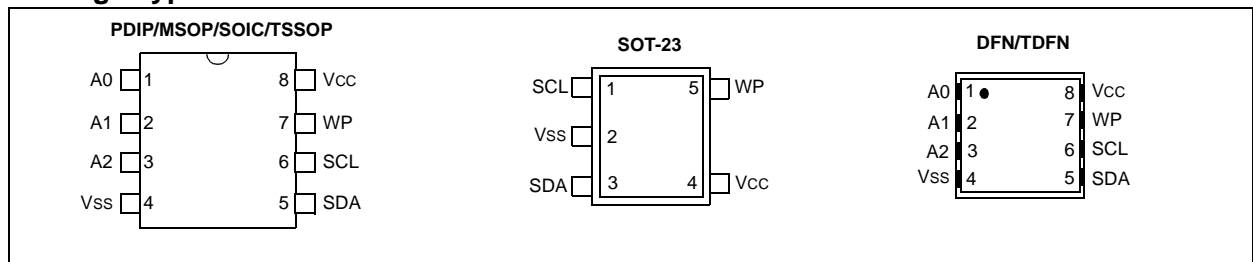 PDIP/MSOP/SOIC/TSSOP
A0 1 8 VCC
A1 2 7 WP
A2 3 6 SCL
VSS 4 5 SDA
SOT-23
SCL 1 5 WP
VSS 2
SDA 3 4 VCC
DFN/TDFN
A0 1 8 VCC
A1 2 7 WP
A2 3 6 SCL
VSS 4 5 SDA